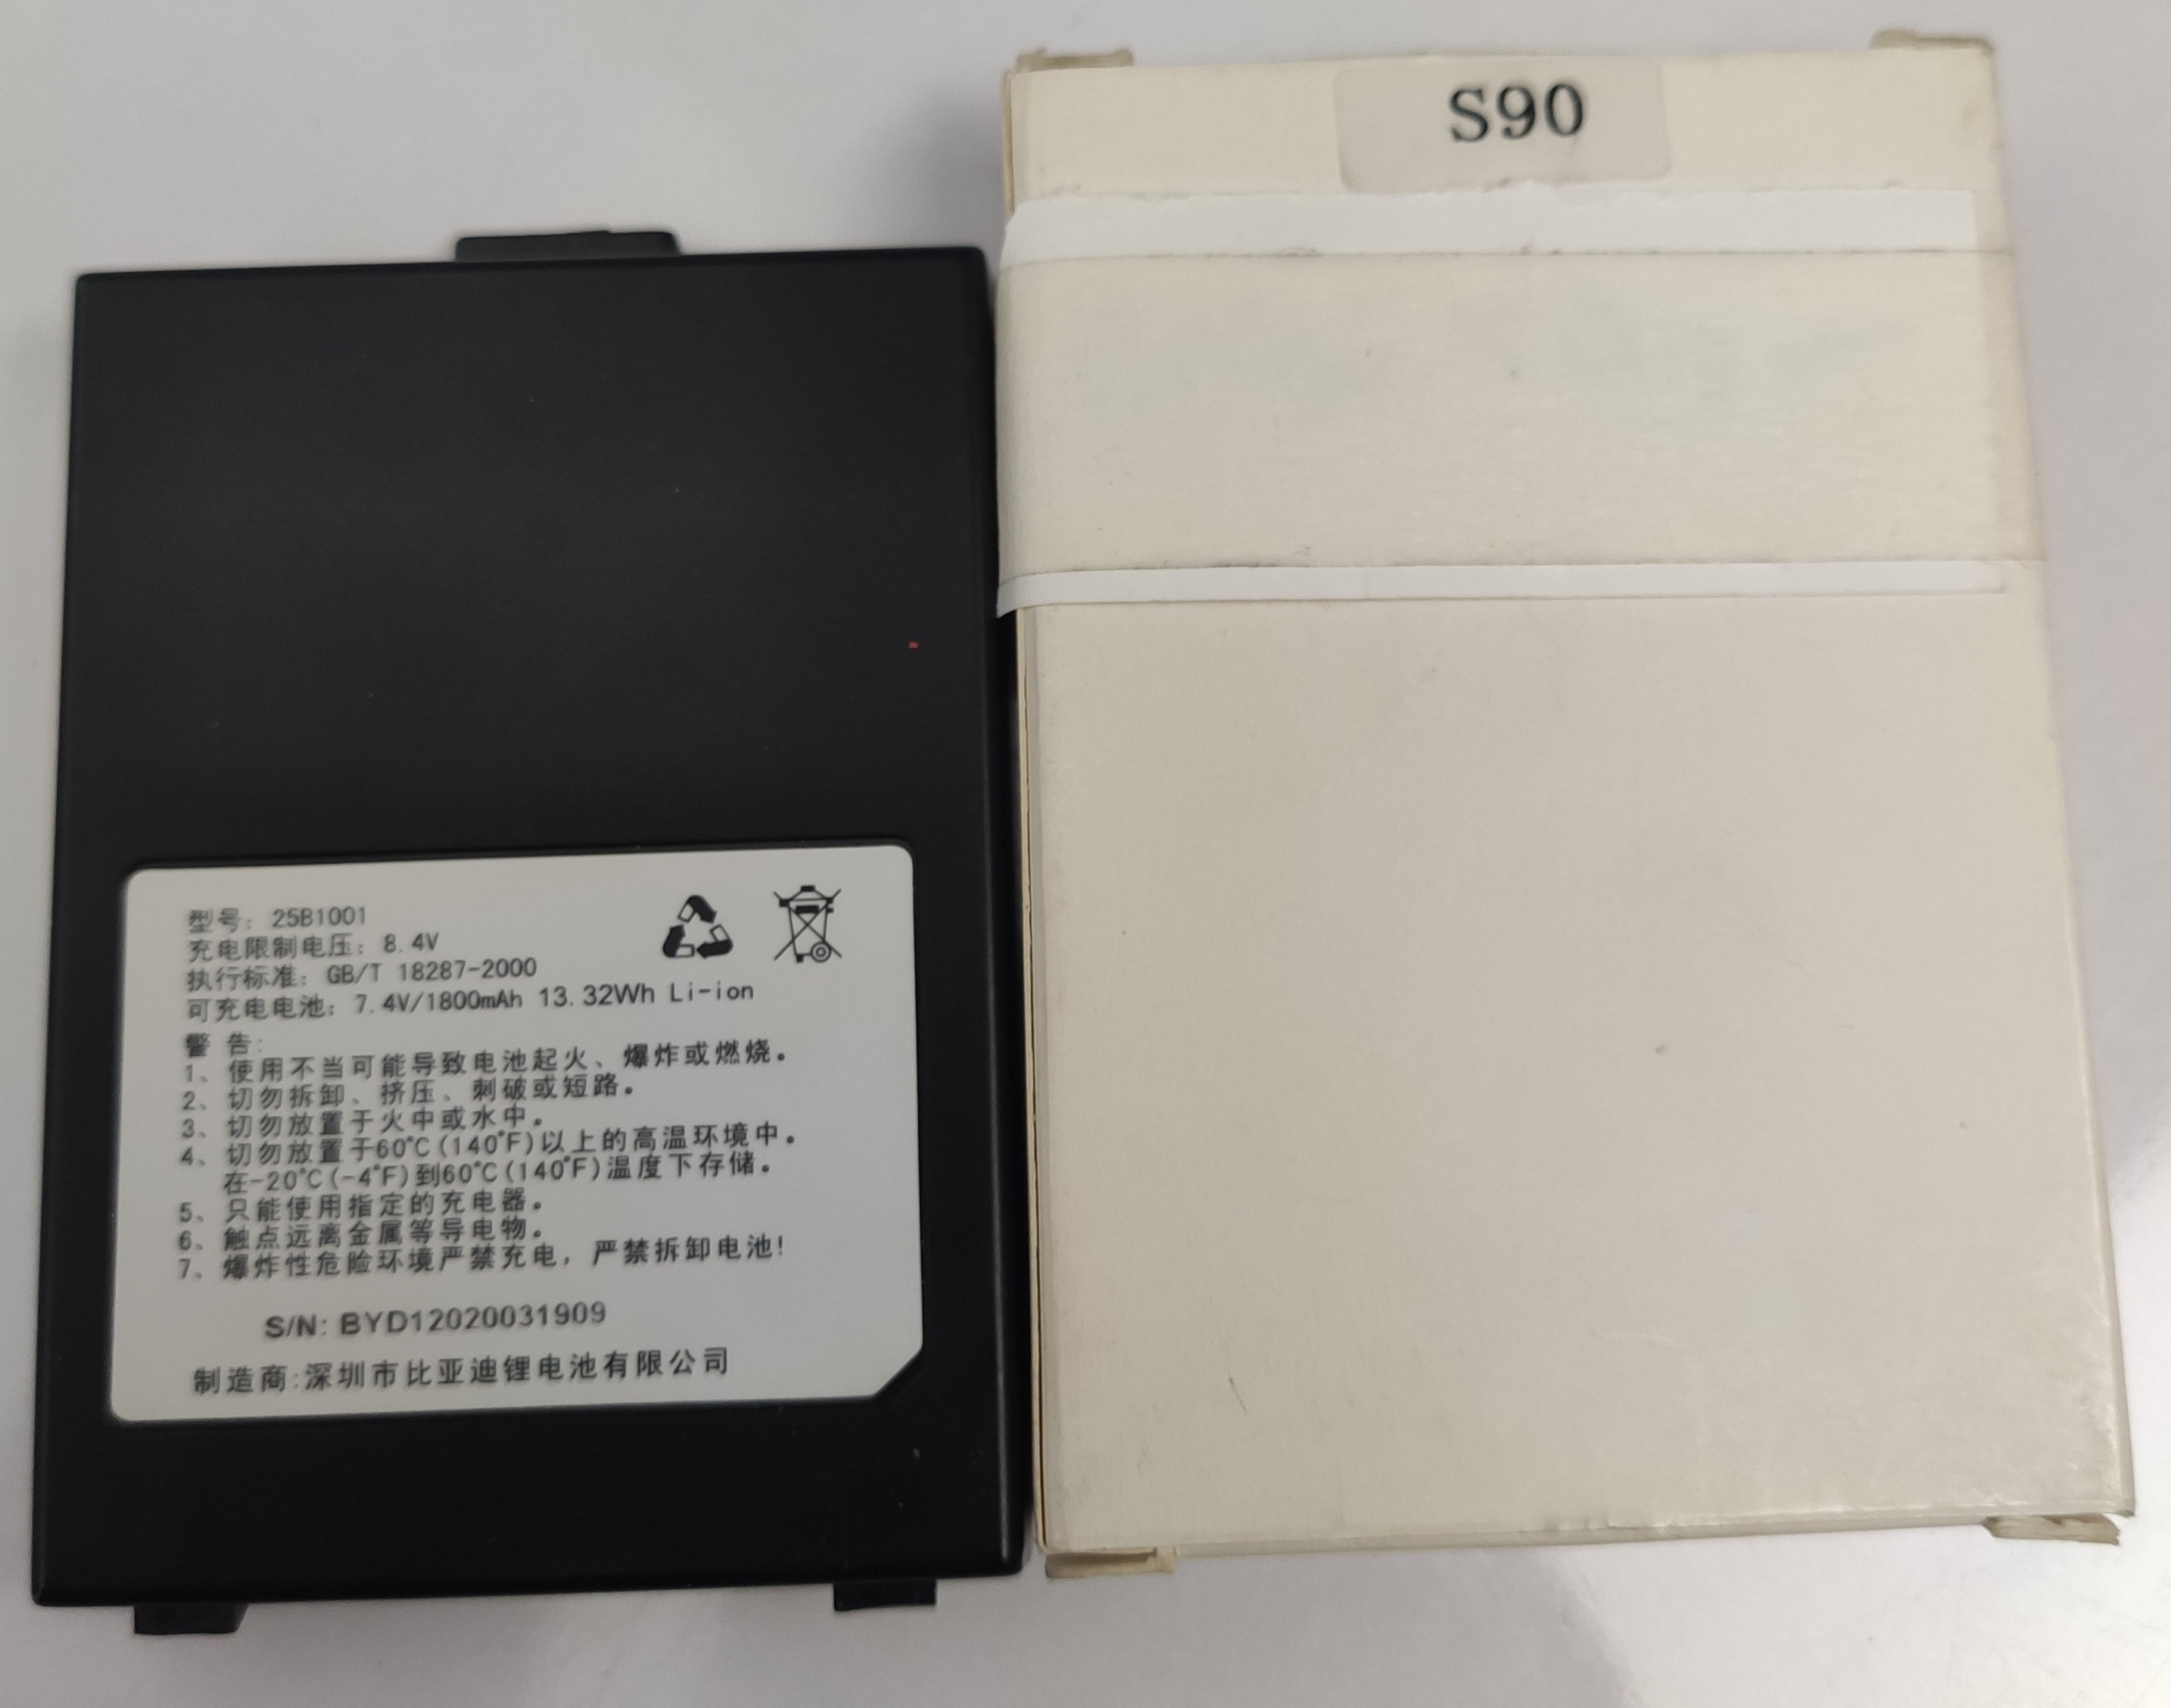 S90
型号: 25B1001
充电限制电压: 8.4V
执行标准: GB/T 18287-2000
可充电电池: 7.4V/1800mAh 13.32Wh Li-ion
警 告:
1、使用不当可能导致电池起火、爆炸或燃烧。
2、切勿拆卸、挤压、刺破或短路。
3、切勿放置于火中或水中。
4、切勿放置于60°C(140°F)以上的高温环境中。
在-20°C(-4°F)到60°C(140°F)温度下存储。
5、只能使用指定的充电器。
6、触点远离金属等导电物。
7、爆炸性危险环境严禁充电，严禁拆卸电池!
S/N: BYD12020031909
制造商:深圳市比亚迪锂电池有限公司